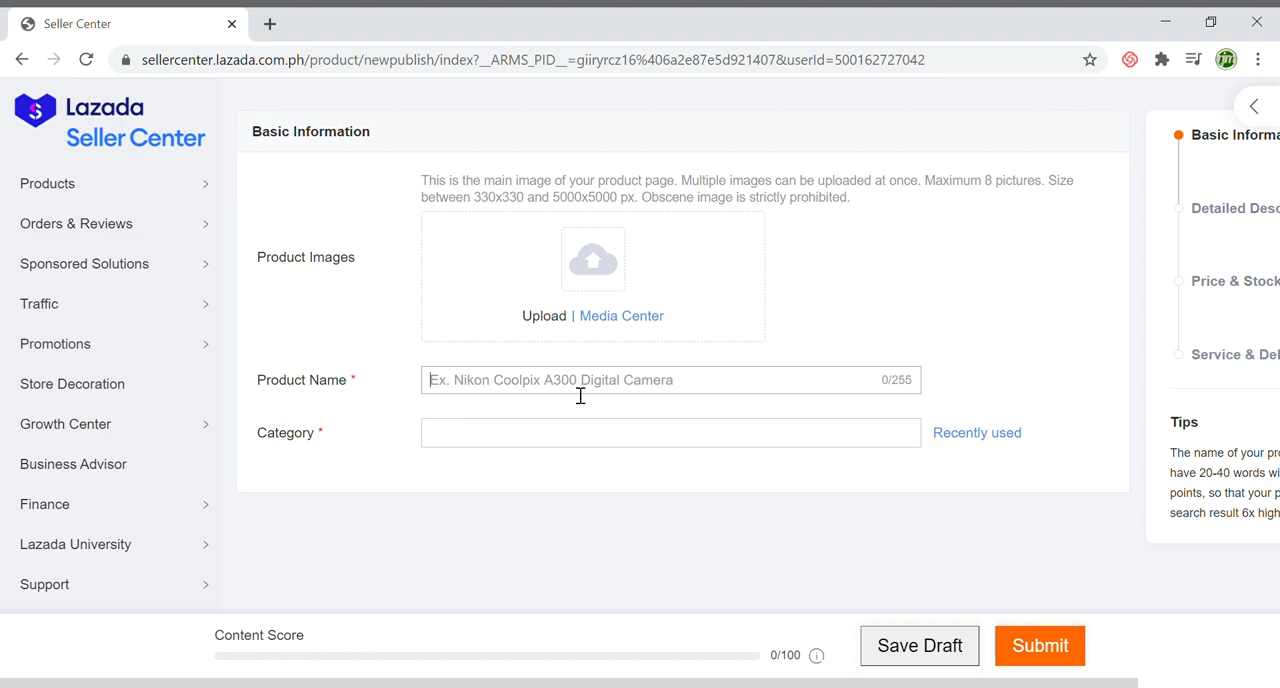 Seller Center
sellercenter.lazada.com.ph/product/newpublish/index?__ARMS_PID__=giiryrcz16%406a2e87e5d921407&userId=500162727042
Lazada
Seller Center
Products
Orders & Reviews
Sponsored Solutions
Traffic
Promotions
Store Decoration
Growth Center
Business Advisor
Finance
Lazada University
Support
Basic Information
This is the main image of your product page. Multiple images can be uploaded at once. Maximum 8 pictures. Size
between 330x330 and 5000x5000 px. Obscene image is strictly prohibited.
Product Images
Upload | Media Center
Product Name *
Ex. Nikon Coolpix A300 Digital Camera 0/255
Category *
Recently used
Basic Informa
Detailed Desc
Price & Stock
Service & Del
Tips
The name of your pro
have 20-40 words wi
points, so that your p
search result 6x high
Content Score
0/100
Save Draft
Submit